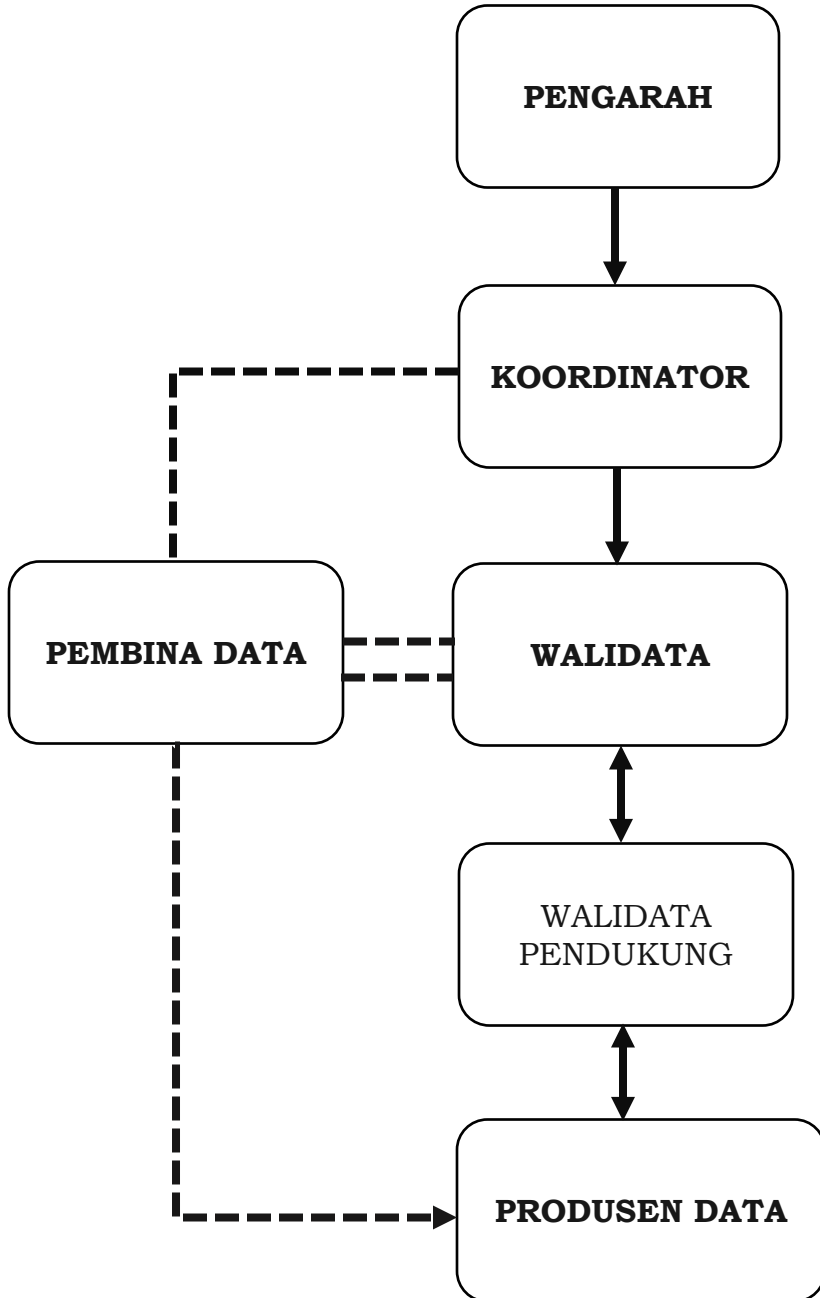 PENGARAH
KOORDINATOR
PEMBINA DATA
WALIDATA
WALIDATA
PENDUKUNG
PRODUSEN DATA